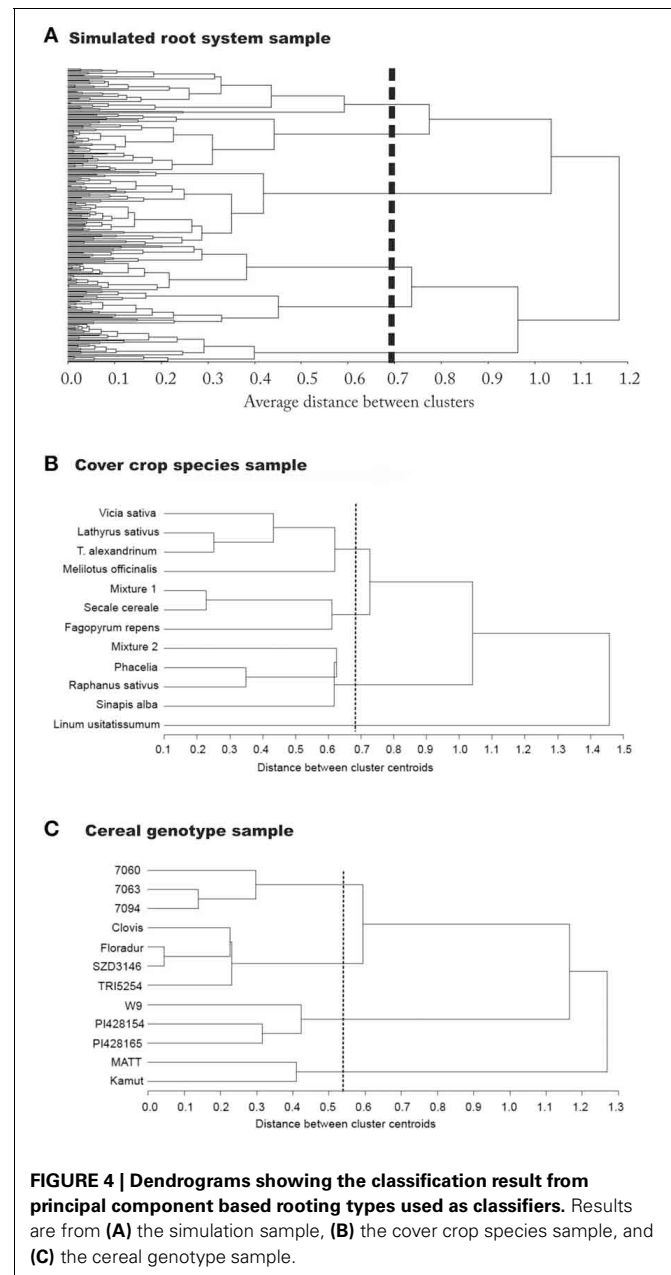 A Simulated root system sample
0.0 0.1 0.2 0.3 0.4 0.5 0.6 0.7 0.8 0.9 1.0 1.1 1.2
Average distance between clusters
B Cover crop species sample
Vicia sativa
Lathyrus sativus
T. alexandrinum
Melilotus officinalis
Mixture 1
Secale cereale
Fagopyrum repens
Mixture 2
Phacelia
Raphanus sativus
Sinapis alba
Linum usitatissumum
0.1 0.2 0.3 0.4 0.5 0.6 0.7 0.8 0.9 1.0 1.1 1.2 1.3 1.4 1.5
Distance between cluster centroids
C Cereal genotype sample
7060
7063
7094
Clovis
Floradur
SZD3146
TRI5254
W9
PI428154
PI428165
MATT
Kamut
0.0 0.1 0.2 0.3 0.4 0.5 0.6 0.7 0.8 0.9 1.0 1.1 1.2 1.3
Distance between cluster centroids
FIGURE 4 | Dendrograms showing the classification result from
principal component based rooting types used as classifiers. Results
are from (A) the simulation sample, (B) the cover crop species sample, and
(C) the cereal genotype sample.